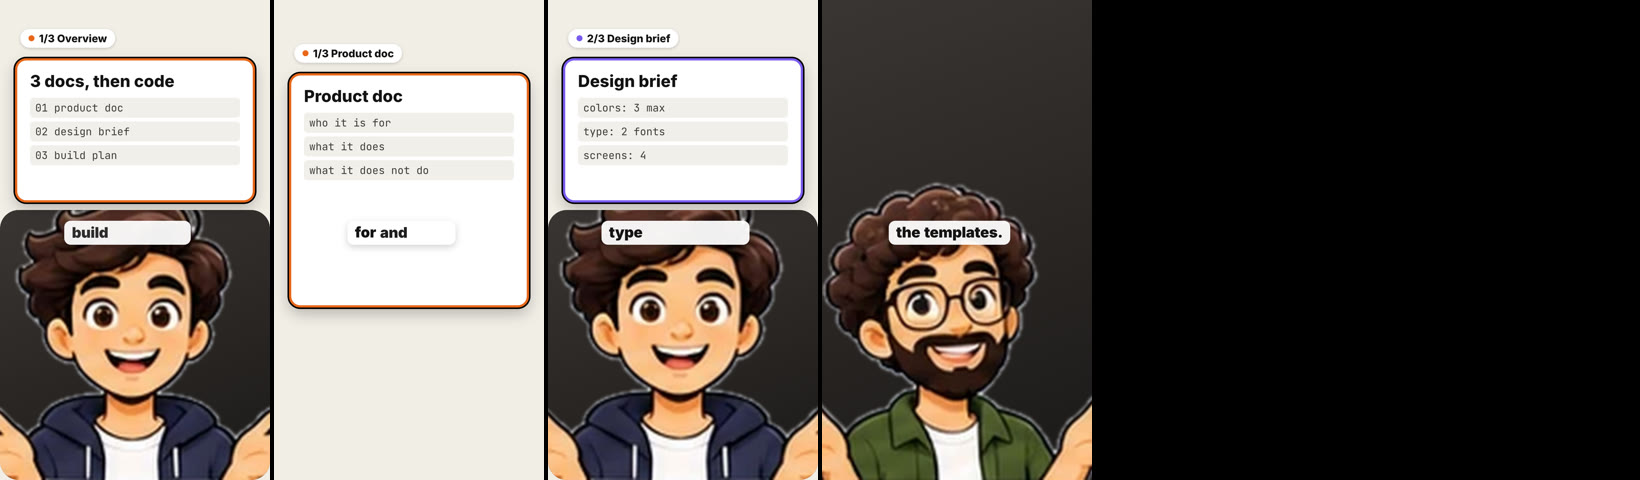 1/3 Overview
3 docs, then code
01 product doc
02 design brief
03 build plan
build
1/3 Product doc
Product doc
who it is for
what it does
what it does not do
for and
2/3 Design brief
Design brief
colors: 3 max
type: 2 fonts
screens: 4
type
the templates.